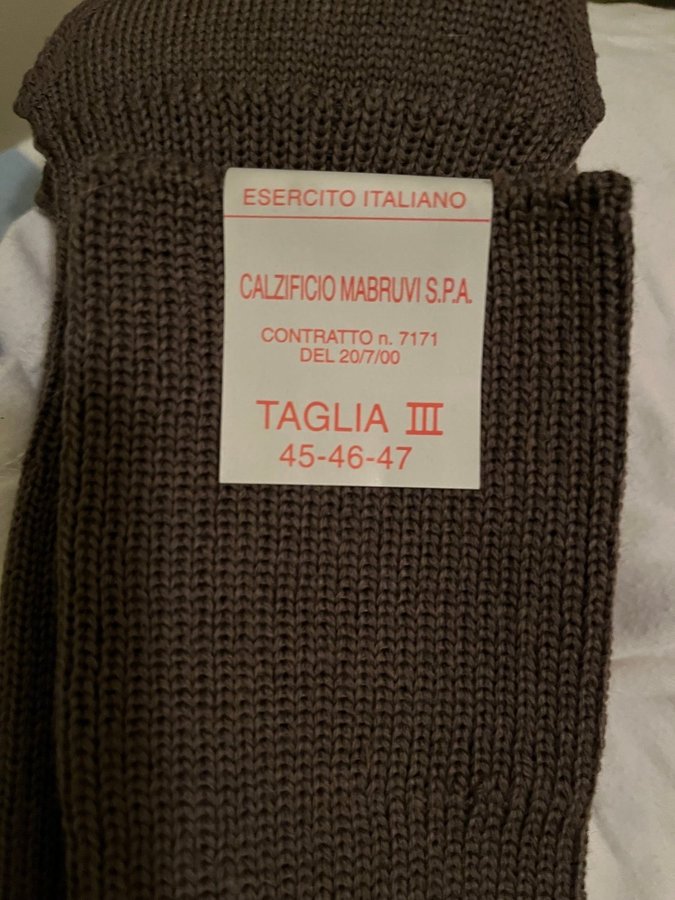 ESERCITO ITALIANO
CALZIFICIO MABRUVI S.P.A.
CONTRATTO n. 7171
DEL 20/7/00
TAGLIA III
45-46-47